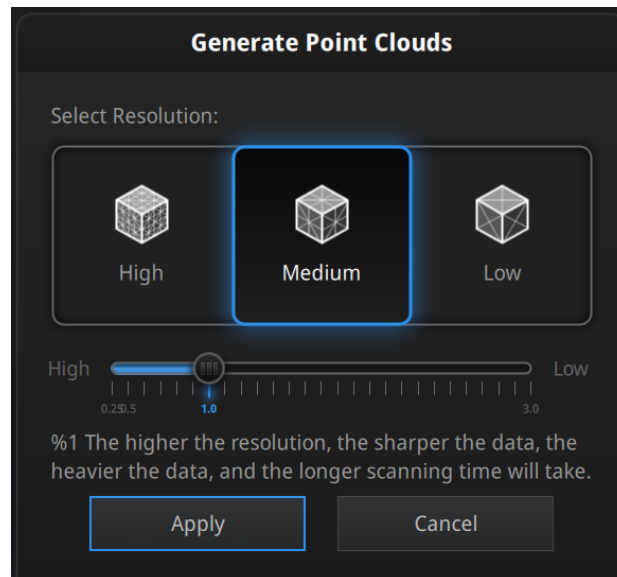 Generate Point Clouds
Select Resolution:
High
Medium
Low
High
Low
0.25
0.5
1.0
3.0
%1 The higher the resolution, the sharper the data, the
heavier the data, and the longer scanning time will take.
Apply
Cancel